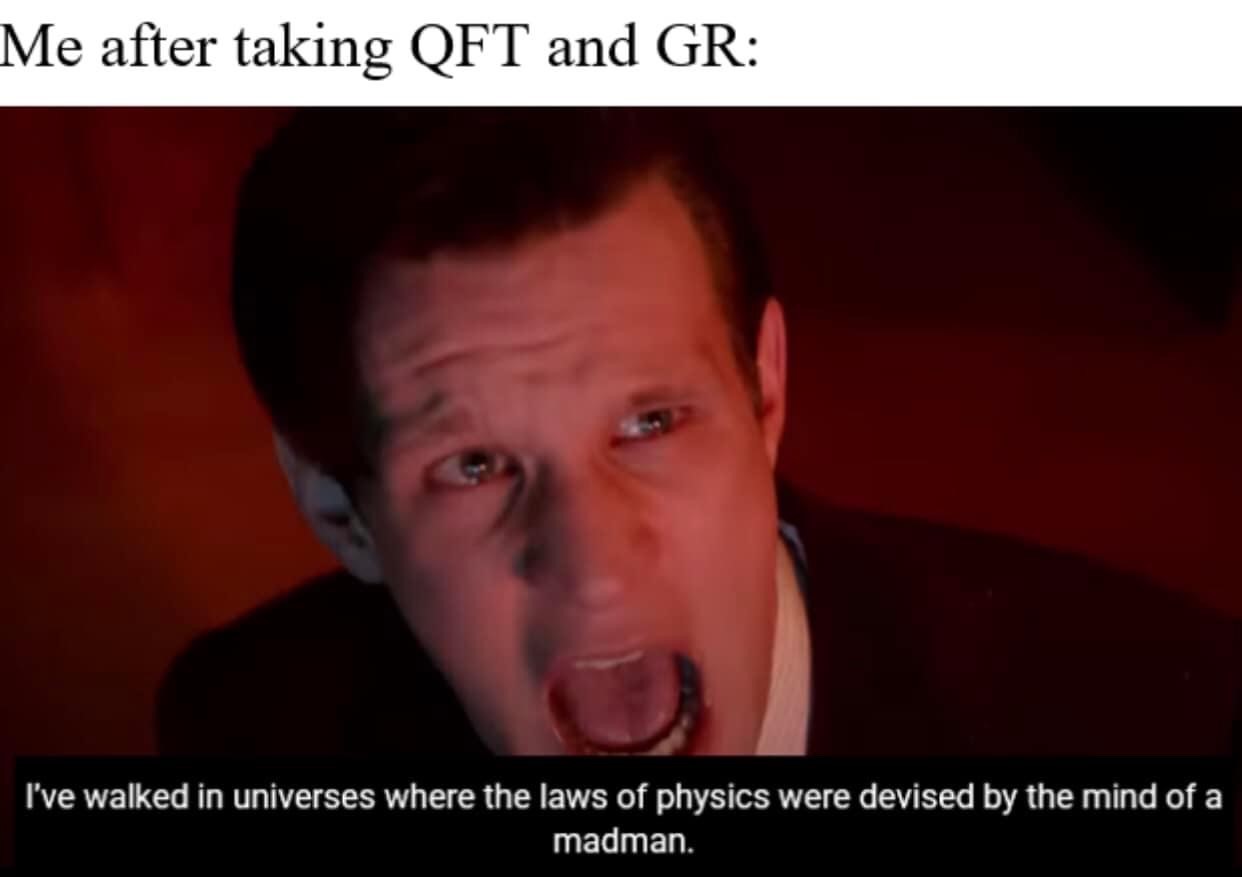 Me after taking QFT and GR:
I've walked in universes where the laws of physics were devised by the mind of a
madman.